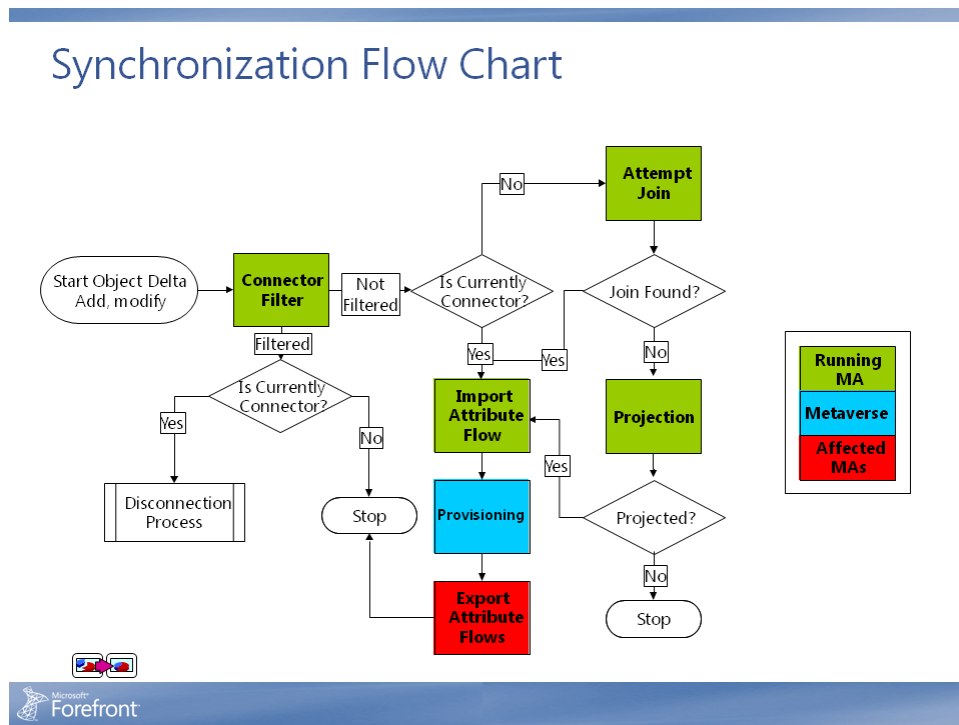 Synchronization Flow Chart
Start Object Delta
Add, modify
Connector
Filter
Not
Filtered
Is Currently
Connector?
No
Attempt
Join
Join Found?
Filtered
Is Currently
Connector?
Yes
No
Disconnection
Process
Stop
Yes
Yes
Import
Attribute
Flow
Provisioning
Export
Attribute
Flows
No
Projection
Yes
Projected?
No
Stop
Running
MA
Metaverse
Affected
MAs
Microsoft®
Forefront